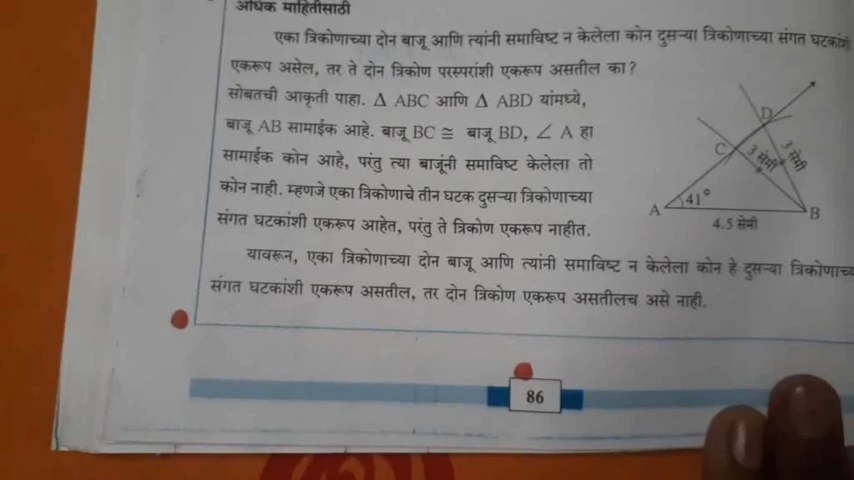 अधिक माहितीसाठी
एका त्रिकोणाच्या दोन बाजू आणि त्यांनी समाविष्ट न केलेला कोन दुसऱ्या त्रिकोणाच्या संगत घटकांशी
एकरूप असेल, तर ते दोन त्रिकोण परस्परांशी एकरूप असतील का?
सोबतची आकृती पाहा. Δ ABC आणि Δ ABD यांमध्ये,
बाजू AB सामाईक आहे. बाजू BC ≅ बाजू BD, ∠ A हा
सामाईक कोन आहे, परंतु त्या बाजूंनी समाविष्ट केलेला तो
कोन नाही. म्हणजे एका त्रिकोणाचे तीन घटक दुसऱ्या त्रिकोणाच्या
संगत घटकांशी एकरूप आहेत, परंतु ते त्रिकोण एकरूप नाहीत.
D
C
3 सेमी
3 सेमी
41°
A
B
4.5 सेमी
यावरून, एका त्रिकोणाच्या दोन बाजू आणि त्यांनी समाविष्ट न केलेला कोन हे दुसऱ्या त्रिकोणाच्या
संगत घटकांशी एकरूप असतील, तर दोन त्रिकोण एकरूप असतीलच असे नाही.
86